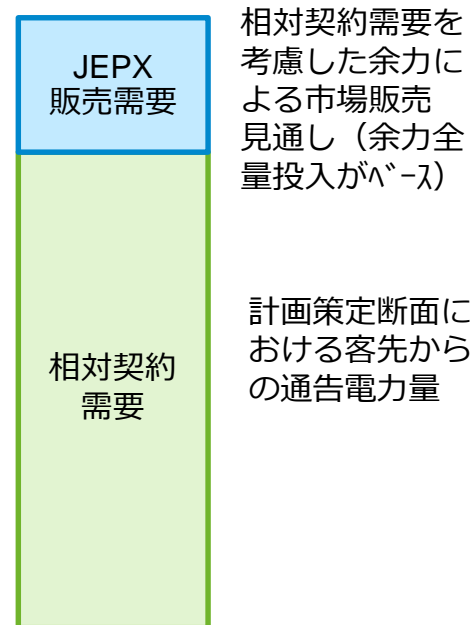 JEPX
販売需要
相対契約需要を
考慮した余力に
よる市場販売
見通し（余力全
量投入がﾍﾞｰｽ）
相対契約
需要
計画策定断面に
おける客先から
の通告電力量